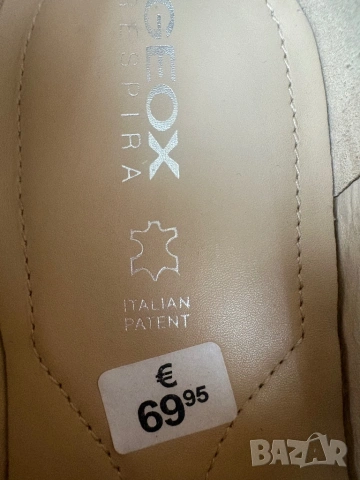 GEOX
RESPIRA
ITALIAN
PATENT
€
69⁹⁵
BAZAR